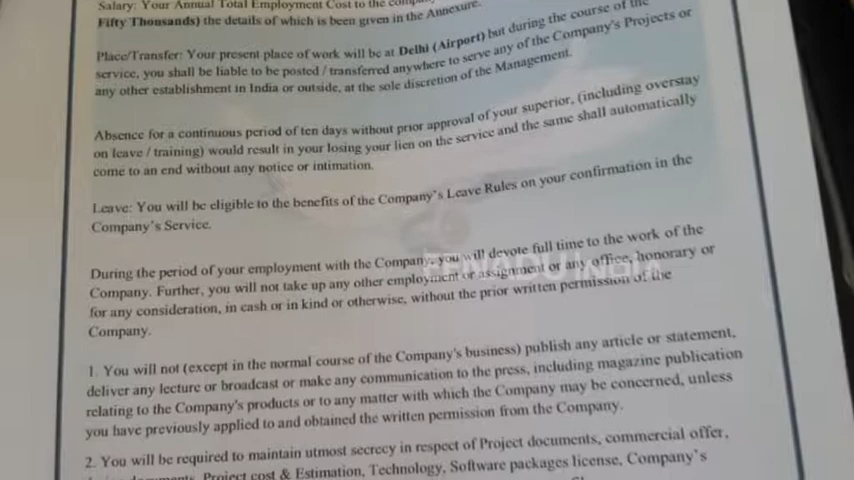 Salary: Your Annual Total Employment Cost to the
Fifty Thousands) the details of which is been given in the Annexure.
Place/Transfer: Your present place of work will be at Delhi (Airport) but during the course of the
service, you shall be liable to be posted / transferred anywhere to serve any of the Company's Projects or
any other establishment in India or outside, at the sole discretion of the Management.
Absence for a continuous period of ten days without prior approval of your superior, (including overstay
on leave / training) would result in your losing your lien on the service and the same shall automatically
come to an end without any notice or intimation.
Leave: You will be eligible to the benefits of the Company's Leave Rules on your confirmation in the
Company's Service.
During the period of your employment with the Company, you will devote full time to the work of the
Company. Further, you will not take up any other employment or assignment or any office, honorary or
for any consideration, in cash or in kind or otherwise, without the prior written permission of the
Company.
1. You will not (except in the normal course of the Company's business) publish any article or statement,
deliver any lecture or broadcast or make any communication to the press, including magazine publication
relating to the Company's products or to any matter with which the Company may be concerned, unless
you have previously applied to and obtained the written permission from the Company.
2. You will be required to maintain utmost secrecy in respect of Project documents, commercial offer,
Project cost & Estimation, Technology, Software packages license, Company's